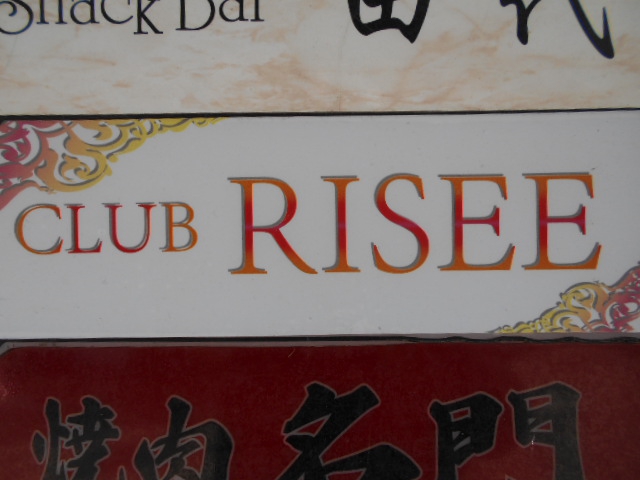 Snack Bar
CLUB RISEE
焼肉名門